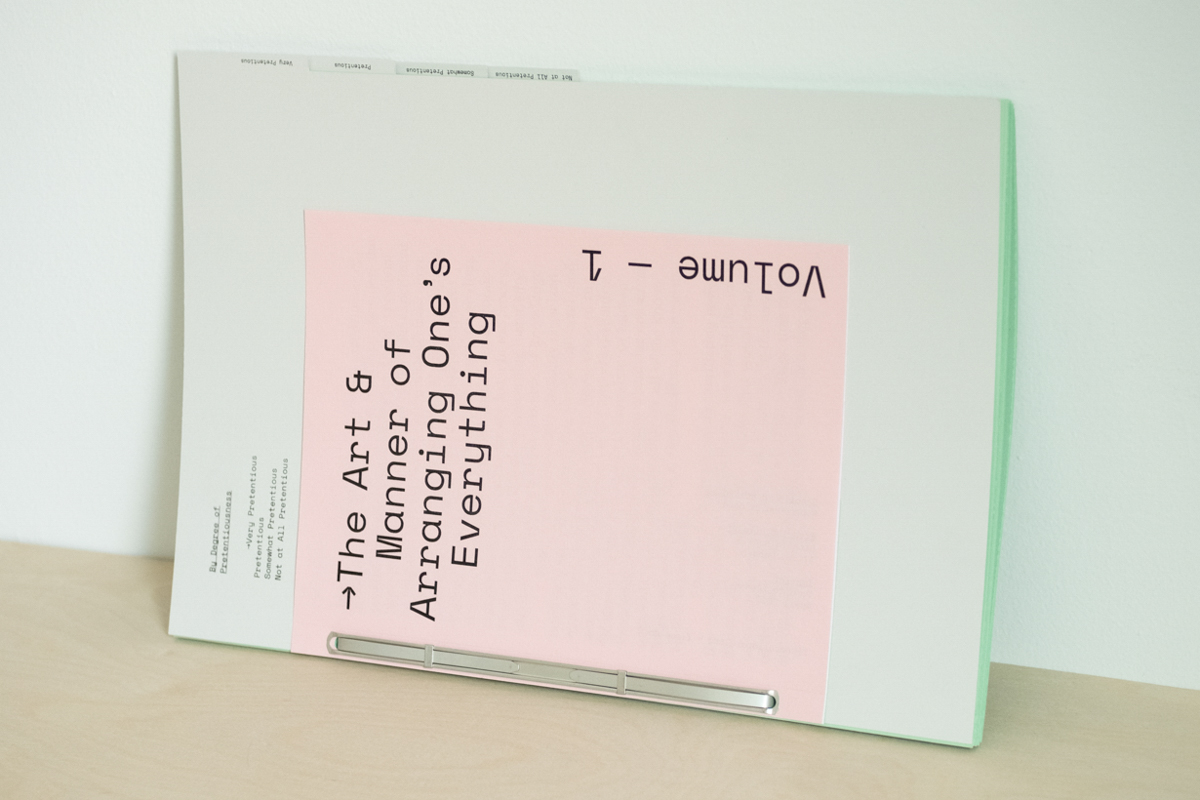 Very Pretentious
Pretentious
Somewhat Pretentious
Not at All Pretentious
Volume — 1
→The Art &
Manner of
Arranging One’s
Everything
By Degree of
Pretentiousness
→Very Pretentious
Pretentious
Somewhat Pretentious
Not at All Pretentious